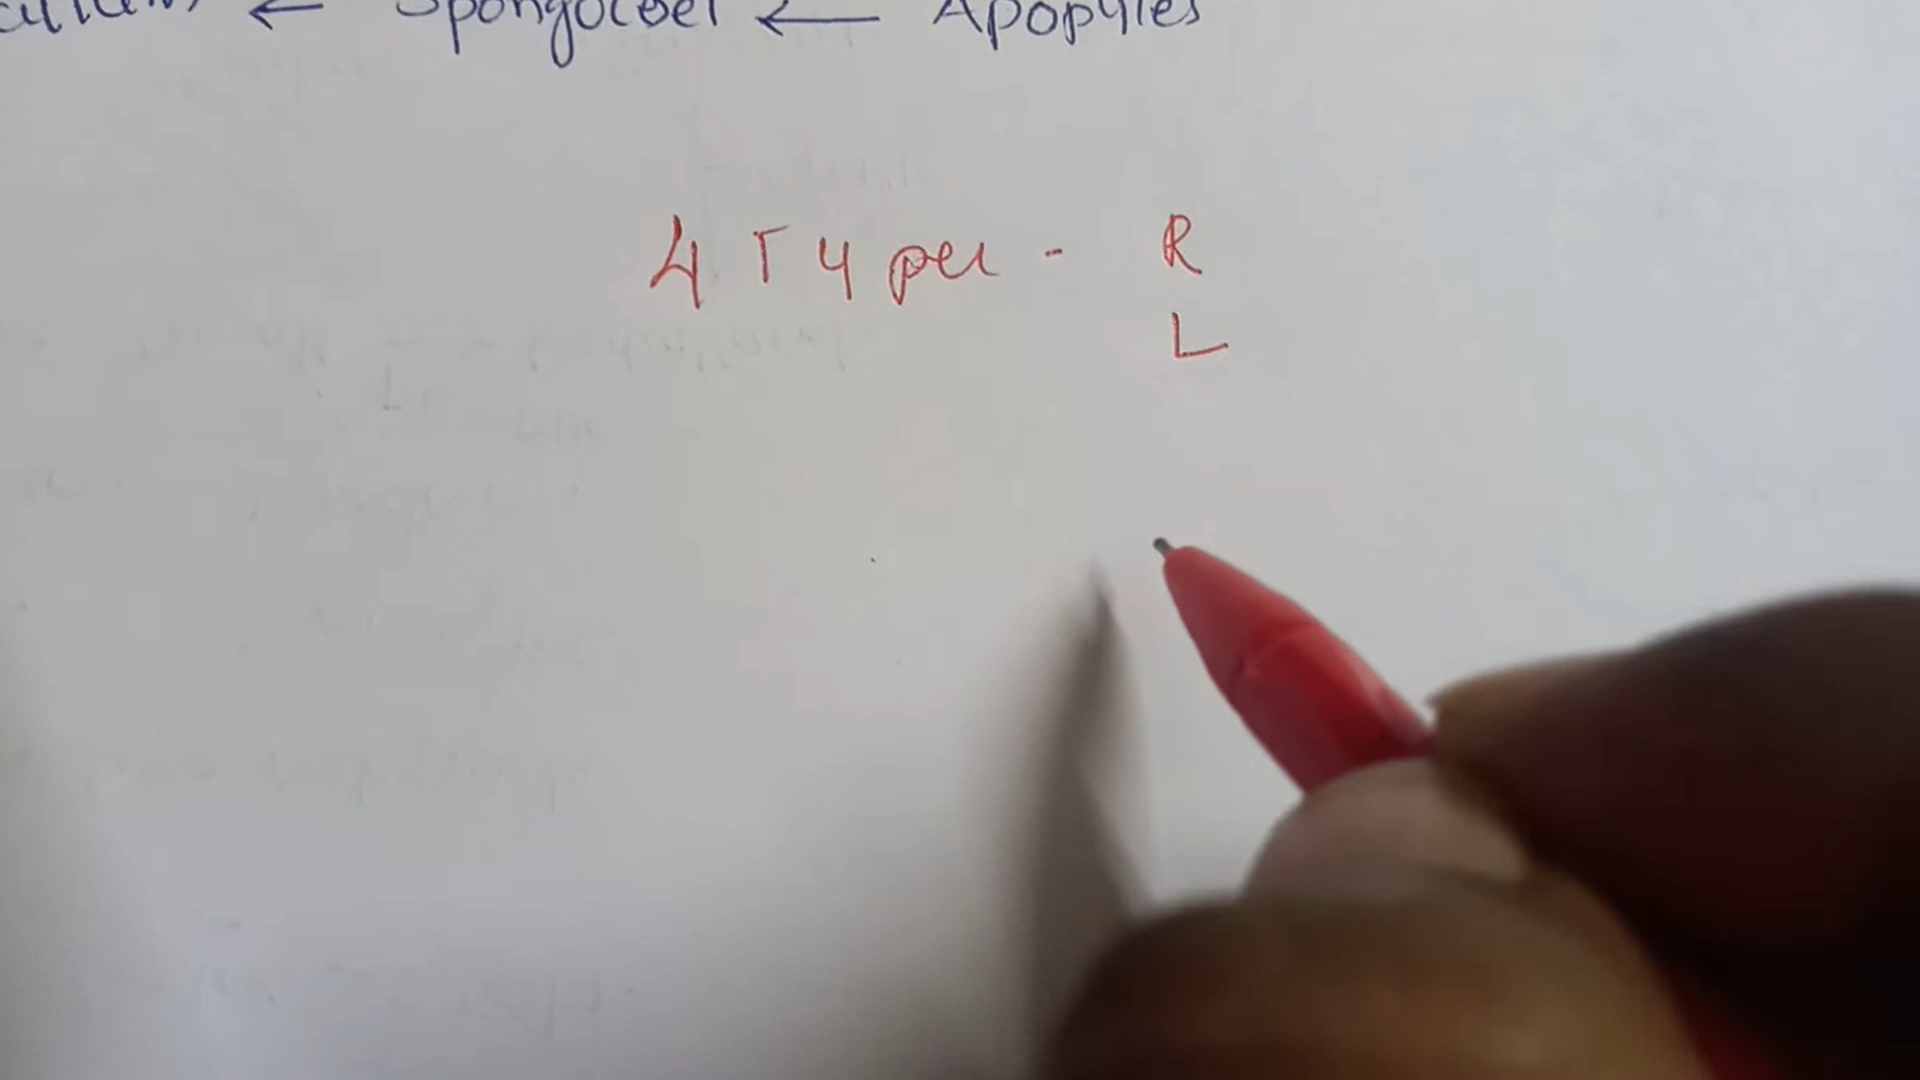 ← Spongocoel ← Apopyles
4 Types - R
L